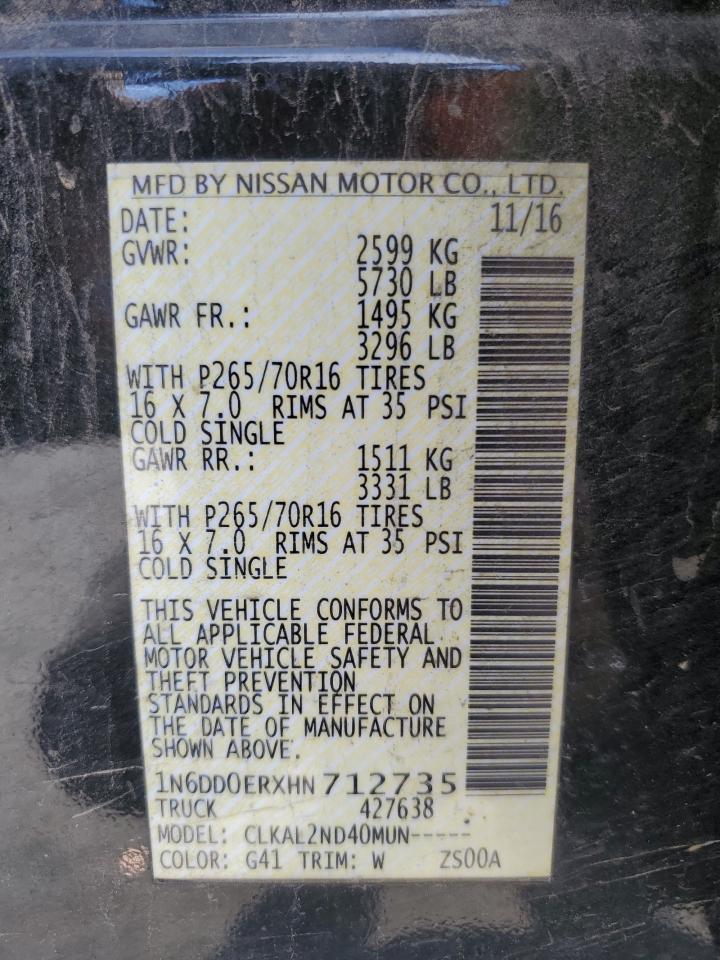 MFD BY NISSAN MOTOR CO., LTD.
DATE: 11/16
GVWR: 2599 KG
5730 LB
GAWR FR.: 1495 KG
3296 LB
WITH P265/70R16 TIRES
16 X 7.0 RIMS AT 35 PSI
COLD SINGLE
GAWR RR.: 1511 KG
3331 LB
WITH P265/70R16 TIRES
16 X 7.0 RIMS AT 35 PSI
COLD SINGLE
THIS VEHICLE CONFORMS TO
ALL APPLICABLE FEDERAL
MOTOR VEHICLE SAFETY AND
THEFT PREVENTION
STANDARDS IN EFFECT ON
THE DATE OF MANUFACTURE
SHOWN ABOVE.
1N6DD0ERXHN712735
TRUCK 427638
MODEL: CLKAL2ND40MUN-----
COLOR: G41 TRIM: W ZS00A